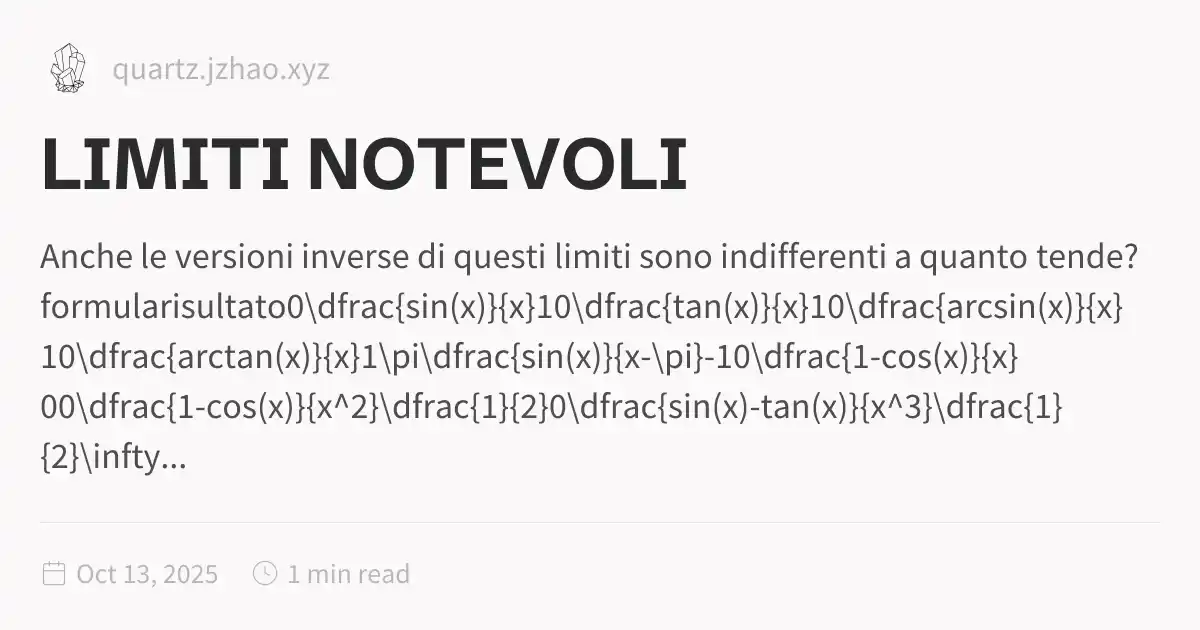 quartz.jzhao.xyz
LIMITI NOTEVOLI
Anche le versioni inverse di questi limiti sono indifferenti a quanto tende?
formularisultato0\dfrac{sin(x)}{x}10\dfrac{tan(x)}{x}10\dfrac{arcsin(x)}{x}
10\dfrac{arctan(x)}{x}1\pi\dfrac{sin(x)}{x-\pi}-10\dfrac{1-cos(x)}{x}
00\dfrac{1-cos(x)}{x^2}\dfrac{1}{2}0\dfrac{sin(x)-tan(x)}{x^3}\dfrac{1}
{2}\infty...
Oct 13, 2025 1 min read